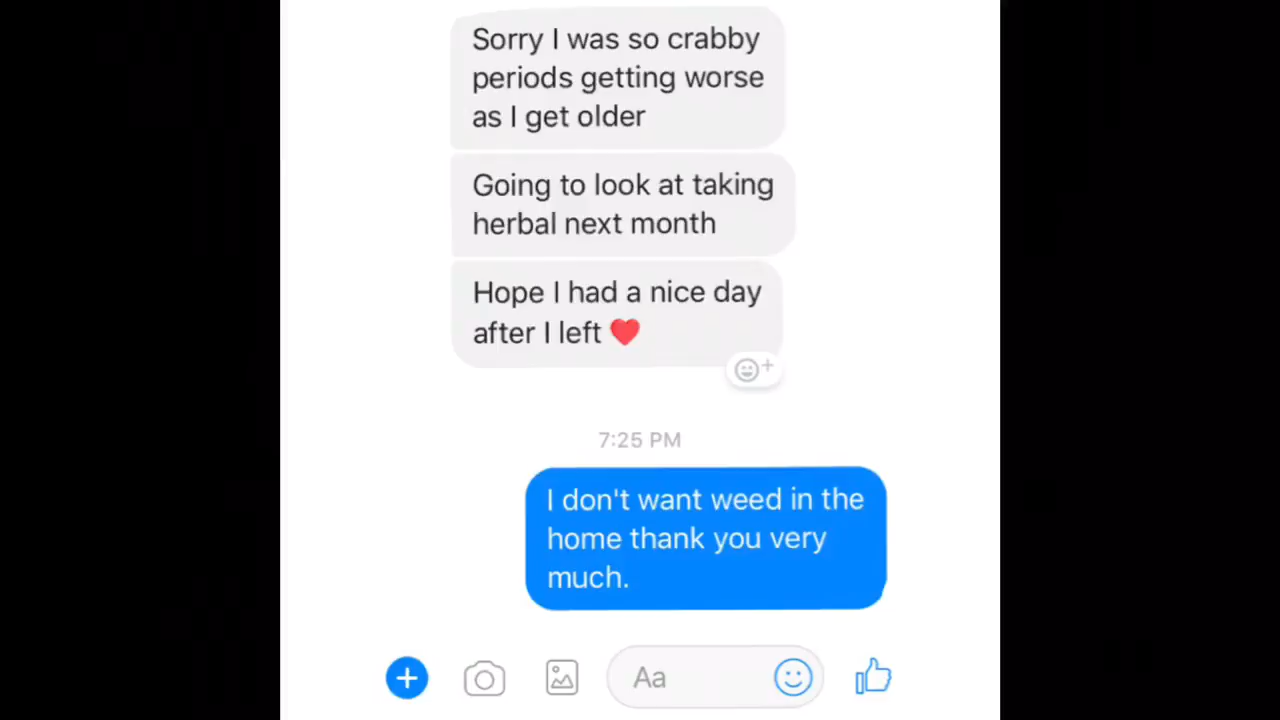 Sorry I was so crabby
periods getting worse
as I get older
Going to look at taking
herbal next month
Hope I had a nice day
after I left ❤️
7:25 PM
I don't want weed in the
home thank you very
much.
Aa